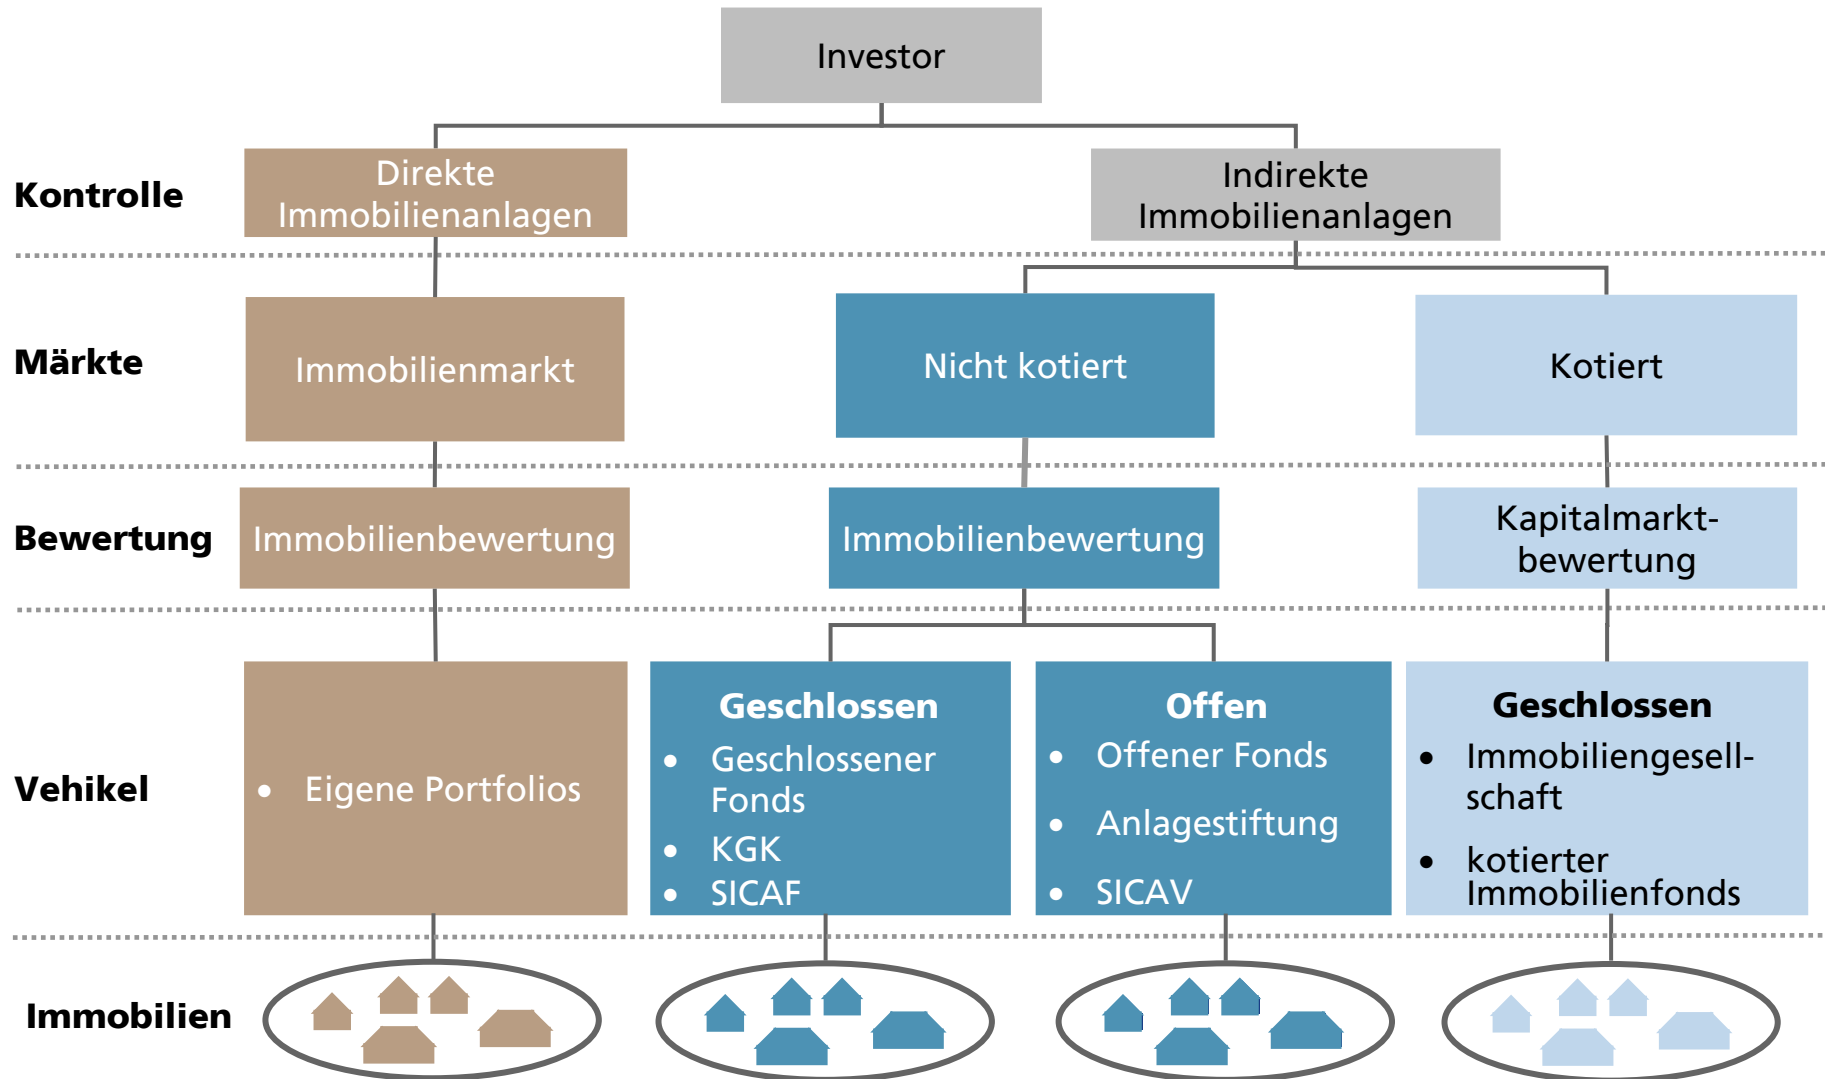 Investor
Kontrolle
Direkte
Immobilienanlagen
Indirekte
Immobilienanlagen
Märkte
Immobilienmarkt
Nicht kotiert
Kotiert
Bewertung
Immobilienbewertung
Immobilienbewertung
Kapitalmarkt-
bewertung
Vehikel
• Eigene Portfolios
Geschlossen
• Geschlossener
Fonds
• KGK
• SICAF
Offen
• Offener Fonds
• Anlagestiftung
• SICAV
Geschlossen
• Immobiliengesell-
schaft
• kotierter
Immobilienfonds
Immobilien